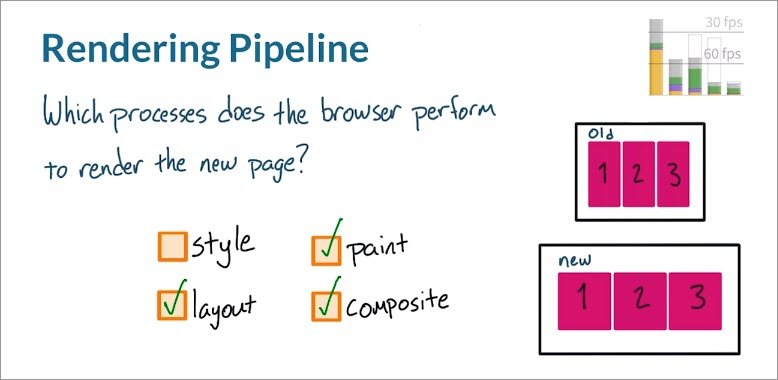 Rendering Pipeline
30 fps
60 fps
Which processes does the browser perform
to render the new page?
old
1 2 3
style
paint
layout
composite
new
1 2 3